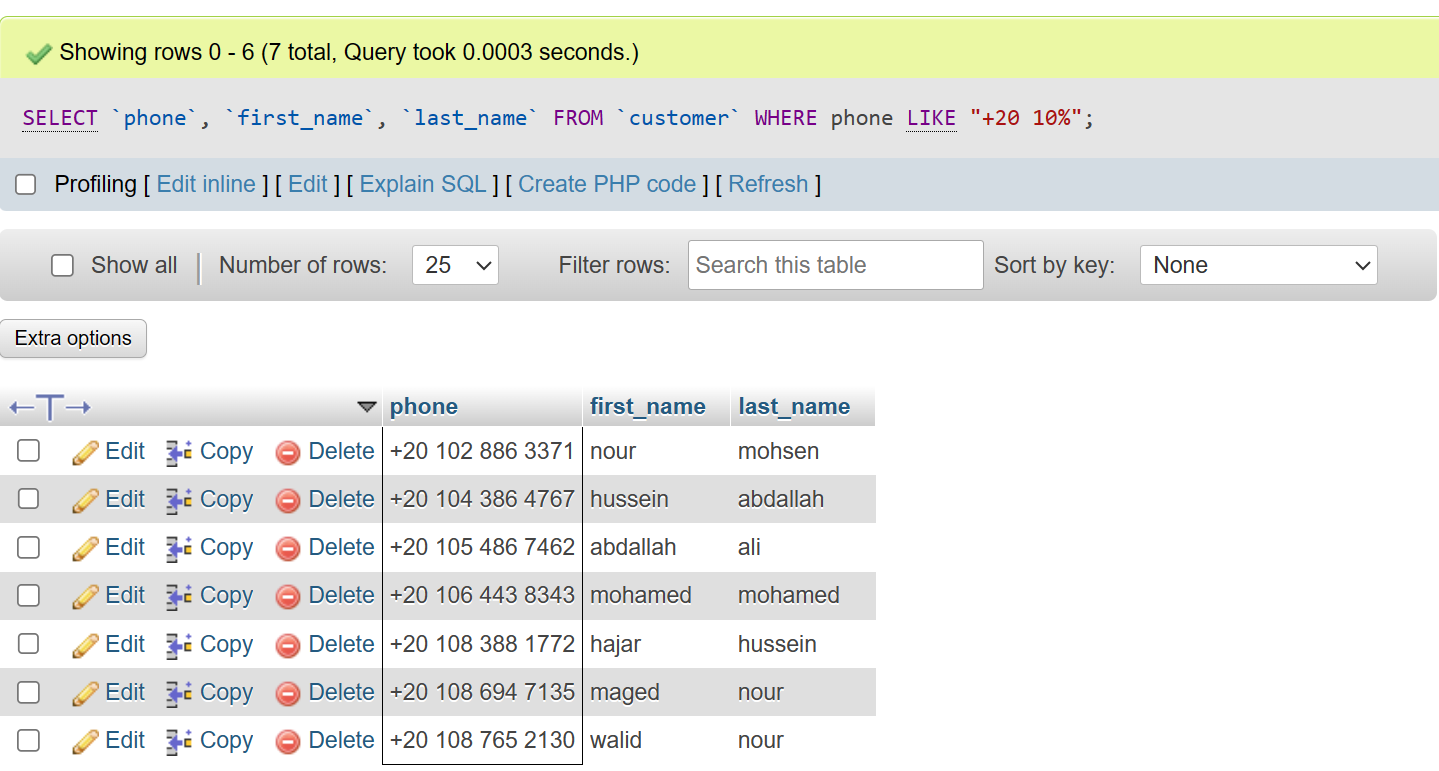 Showing rows 0 - 6 (7 total, Query took 0.0003 seconds.)
SELECT `phone`, `first_name`, `last_name` FROM `customer` WHERE phone LIKE "+20 10%";
Profiling [ Edit inline ] [ Edit ] [ Explain SQL ] [ Create PHP code ] [ Refresh ]
Show all | Number of rows: 25 Filter rows: Search this table Sort by key: None
Extra options
←T→ phone first_name last_name
Edit Copy Delete +20 102 886 3371 nour mohsen
Edit Copy Delete +20 104 386 4767 hussein abdallah
Edit Copy Delete +20 105 486 7462 abdallah ali
Edit Copy Delete +20 106 443 8343 mohamed mohamed
Edit Copy Delete +20 108 388 1772 hajar hussein
Edit Copy Delete +20 108 694 7135 maged nour
Edit Copy Delete +20 108 765 2130 walid nour